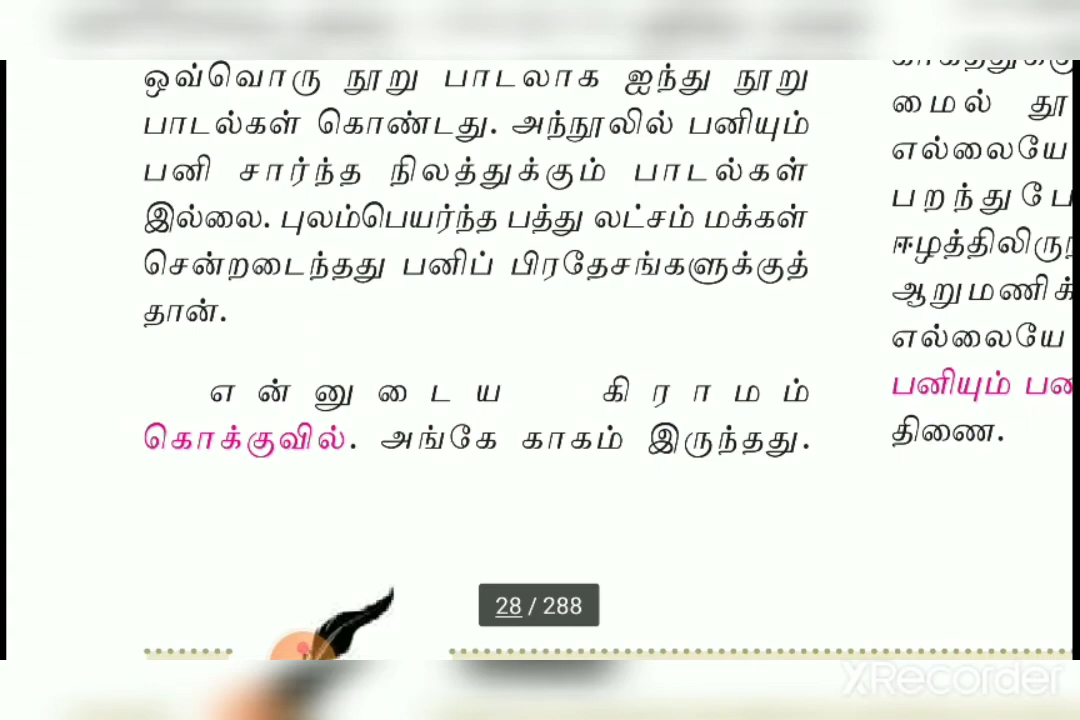 ஒவ்வொரு நூறு பாடலாக ஐந்து நூறு
பாடல்கள் கொண்டது. அந்நூலில் பனியும்
பனி சார்ந்த நிலத்துக்கும் பாடல்கள்
இல்லை. புலம்பெயர்ந்த பத்து லட்சம் மக்கள்
சென்றடைந்தது பனிப் பிரதேசங்களுக்குத்
தான்.
என்னுடைய கிராமம்
கொக்குவில். அங்கே காகம் இருந்தது.
மைல் தூ
எல்லையே
பறந்துபே
ஈழத்திலிரு
ஆறுமணிக்
எல்லையே
பனியும் பன
திணை.
28 / 288
XRecorder